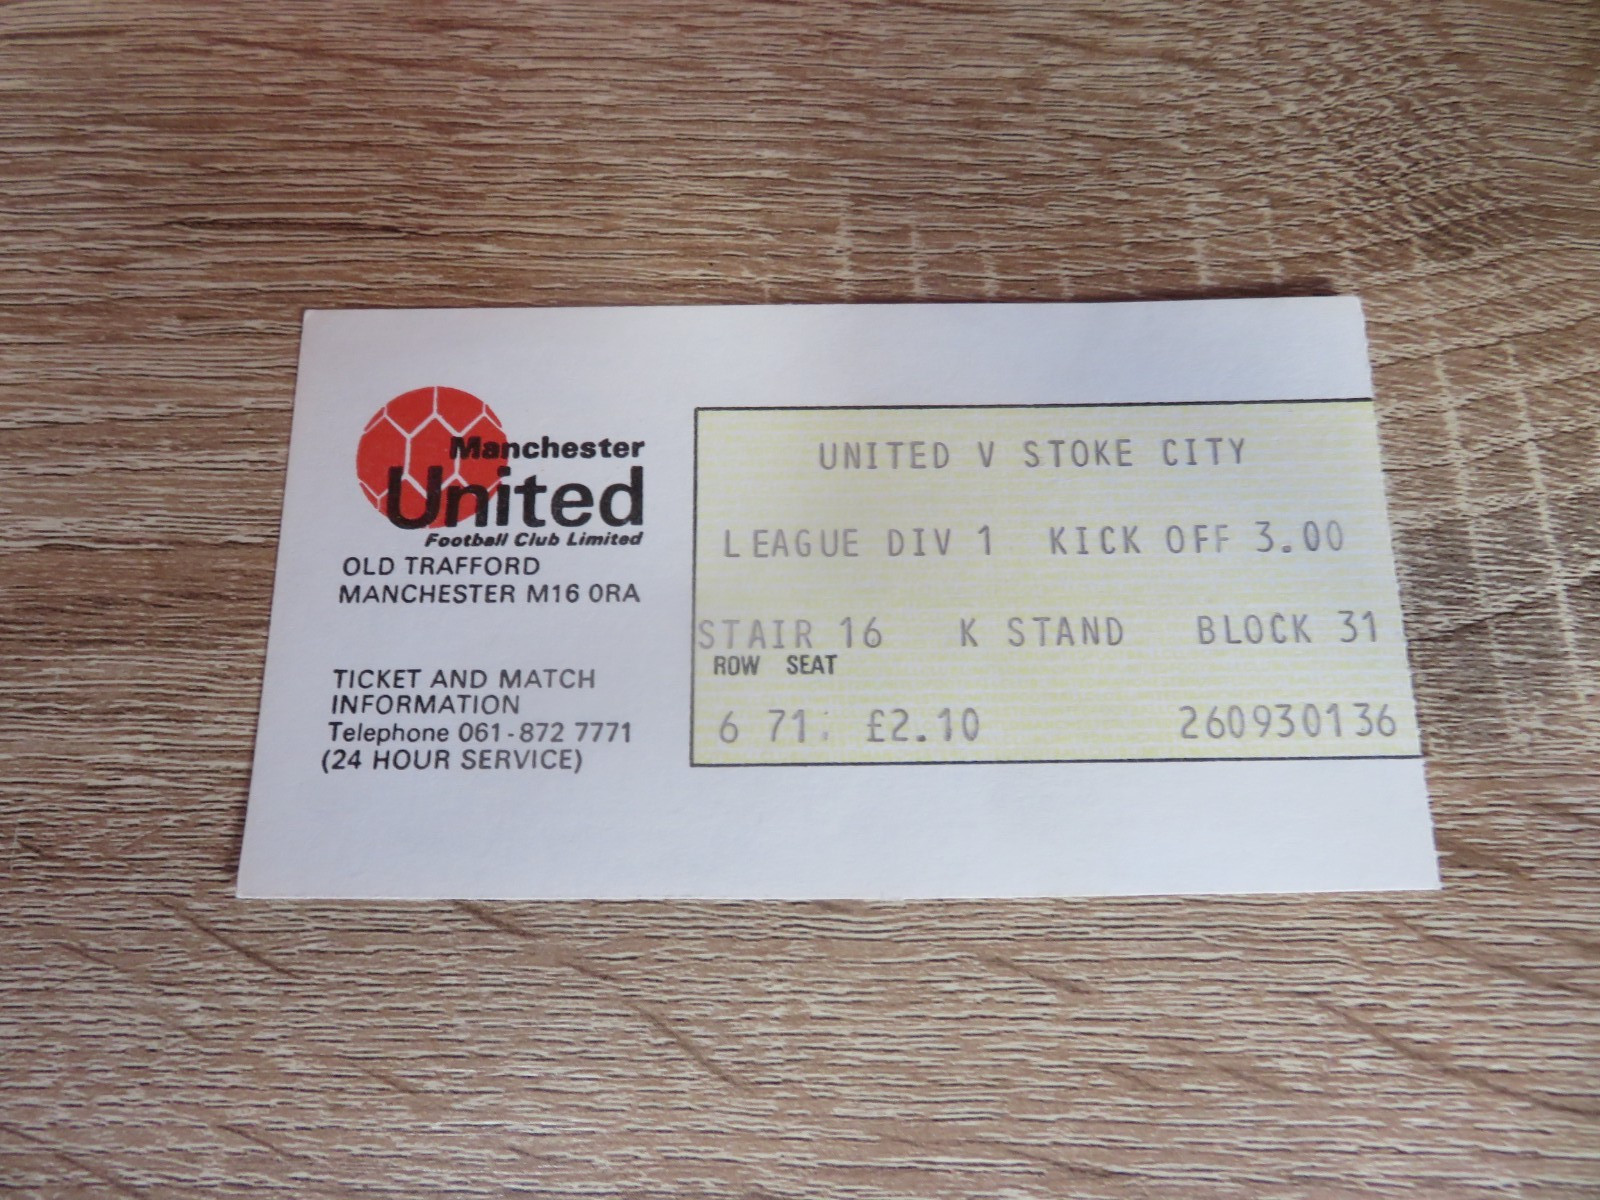 Manchester
United
Football Club Limited
OLD TRAFFORD
MANCHESTER M16 0RA
TICKET AND MATCH
INFORMATION
Telephone 061-872 7771
(24 HOUR SERVICE)
UNITED V STOKE CITY
LEAGUE DIV 1 KICK OFF 3.00
STAIR 16 K STAND BLOCK 31
ROW SEAT
6 71: £2.10 260930136